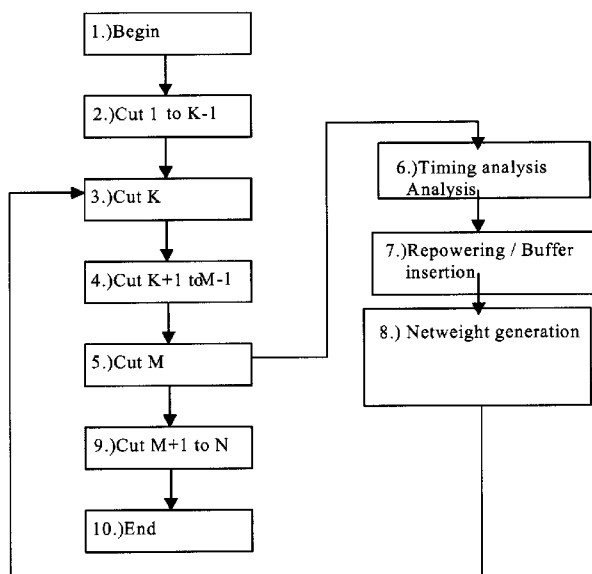 1.)Begin
2.)Cut 1 to K-1
3.)Cut K
4.)Cut K+1 to M-1
5.)Cut M
6.)Timing analysis
Analysis
7.)Repowering / Buffer
insertion
8.) Netweight generation
9.)Cut M+1 to N
10.)End